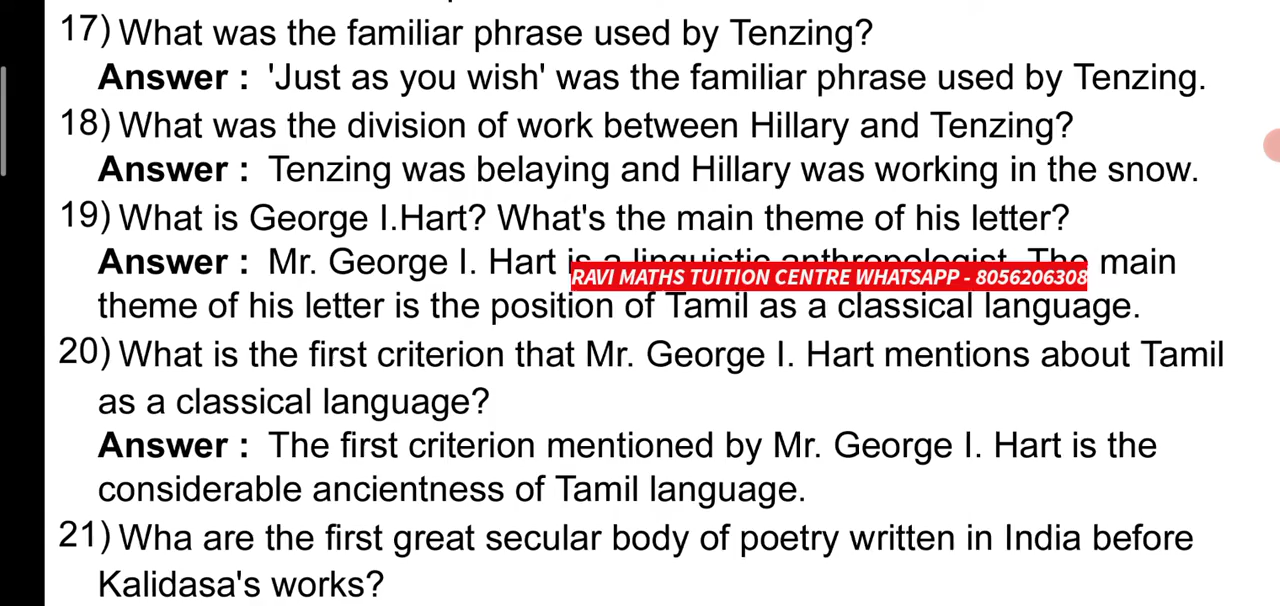 17) What was the familiar phrase used by Tenzing?
Answer : 'Just as you wish' was the familiar phrase used by Tenzing.
18) What was the division of work between Hillary and Tenzing?
Answer : Tenzing was belaying and Hillary was working in the snow.
19) What is George I.Hart? What's the main theme of his letter?
Answer : Mr. George I. Hart is a linguistic anthropologist. The main
RAVI MATHS TUITION CENTRE WHATSAPP - 8056206308
theme of his letter is the position of Tamil as a classical language.
20) What is the first criterion that Mr. George I. Hart mentions about Tamil
as a classical language?
Answer : The first criterion mentioned by Mr. George I. Hart is the
considerable ancientness of Tamil language.
21) Wha are the first great secular body of poetry written in India before
Kalidasa's works?